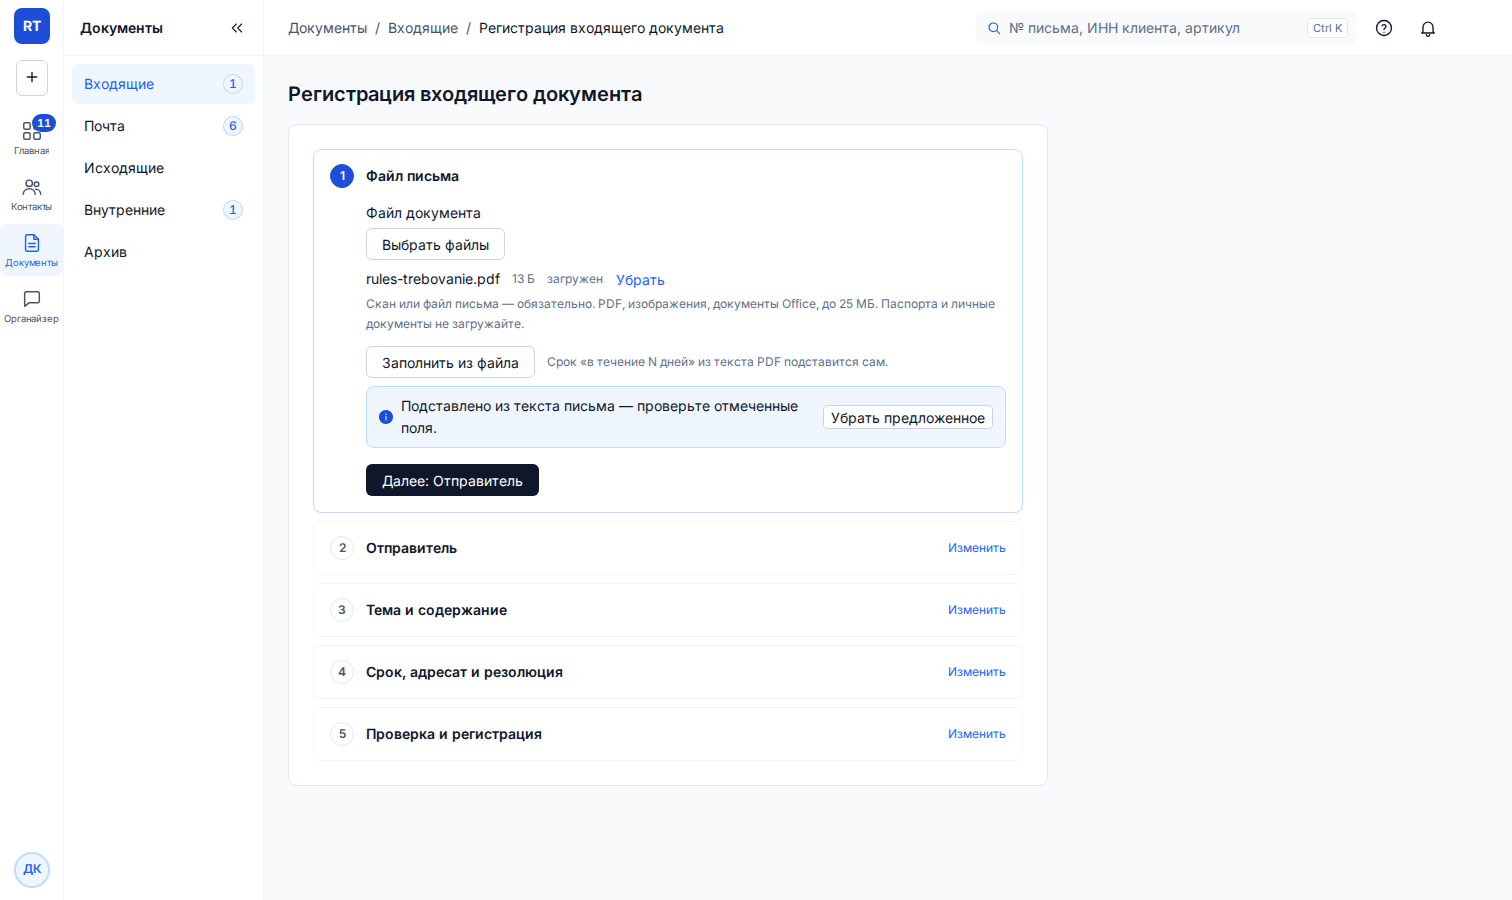 RT
Документы
Документы / Входящие / Регистрация входящего документа
№ письма, ИНН клиента, артикул
Ctrl K
11
Главная
Контакты
Документы
Органайзер
ДК
Входящие 1
Почта 6
Исходящие
Внутренние 1
Архив
Регистрация входящего документа
1 Файл письма
Файл документа
Выбрать файлы
rules-trebovanie.pdf 13 Б загружен Убрать
Скан или файл письма — обязательно. PDF, изображения, документы Office, до 25 МБ. Паспорта и личные
документы не загружайте.
Заполнить из файла Срок «в течение N дней» из текста PDF подставится сам.
Подставлено из текста письма — проверьте отмеченные
поля.
Убрать предложенное
Далее: Отправитель
2 Отправитель Изменить
3 Тема и содержание Изменить
4 Срок, адресат и резолюция Изменить
5 Проверка и регистрация Изменить